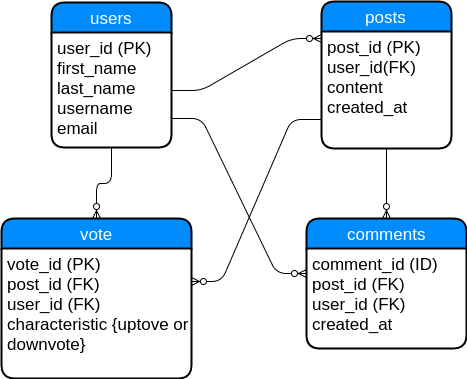 users
user_id (PK)
first_name
last_name
username
email
posts
post_id (PK)
user_id(FK)
content
created_at
vote
vote_id (PK)
post_id (FK)
user_id (FK)
characteristic {uptove or
downvote}
comments
comment_id (ID)
post_id (FK)
user_id (FK)
created_at